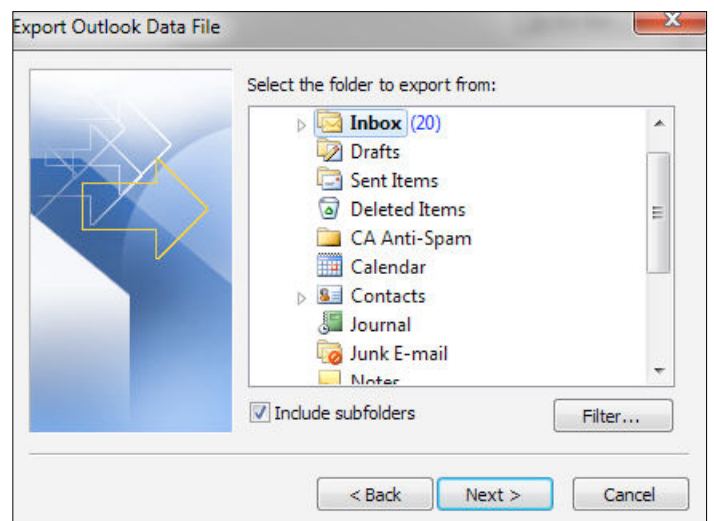 Export Outlook Data File
Select the folder to export from:
Inbox (20)
Drafts
Sent Items
Deleted Items
CA Anti-Spam
Calendar
Contacts
Journal
Junk E-mail
Notes
Include subfolders
Filter...
< Back Next > Cancel